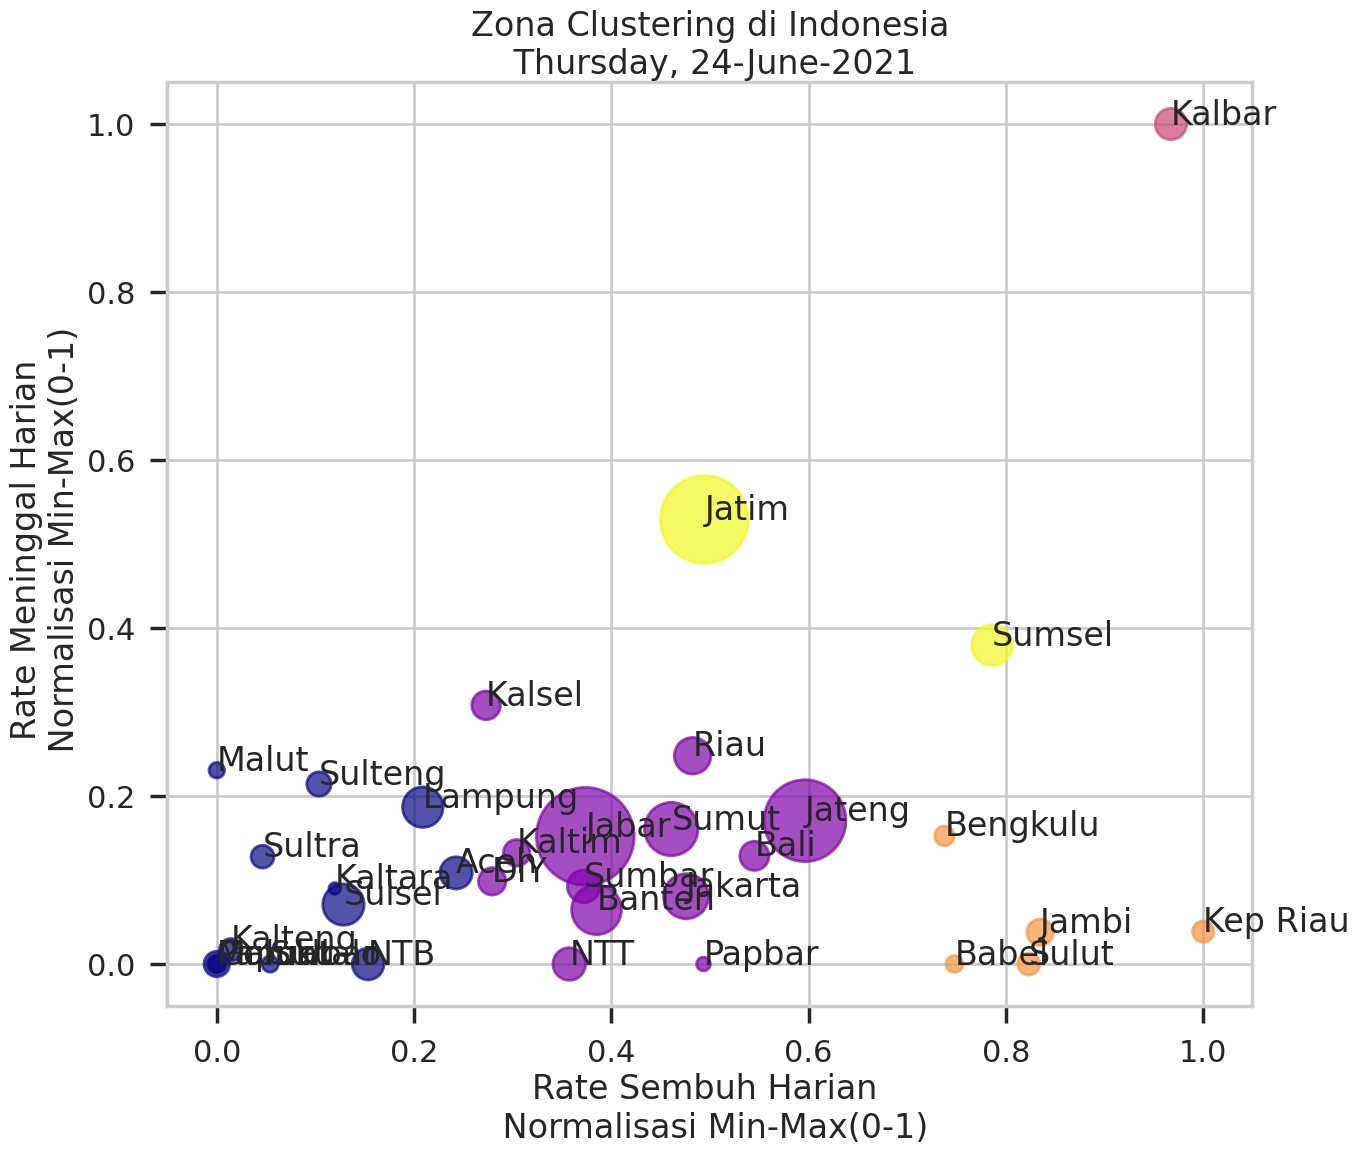 Zona Clustering di Indonesia
Thursday, 24-June-2021
Rate Meninggal Harian
Normalisasi Min-Max(0-1)
1.0
0.8
0.6
0.4
0.2
0.0
Kalbar
Jatim
Sumsel
Kalsel
Riau
Malut
Sulteng
Lampung
Jateng
Jabar
Sumut
Bengkulu
Kaltim
Bali
Sultra
Aceh
DIY
Kaltara
Sumbar
Jakarta
Sulsel
Banten
Kalteng
Jambi
Kep Riau
NTB
NTT
Papbar
Babel
Sulut
0.0
0.2
0.4
0.6
0.8
1.0
Rate Sembuh Harian
Normalisasi Min-Max(0-1)